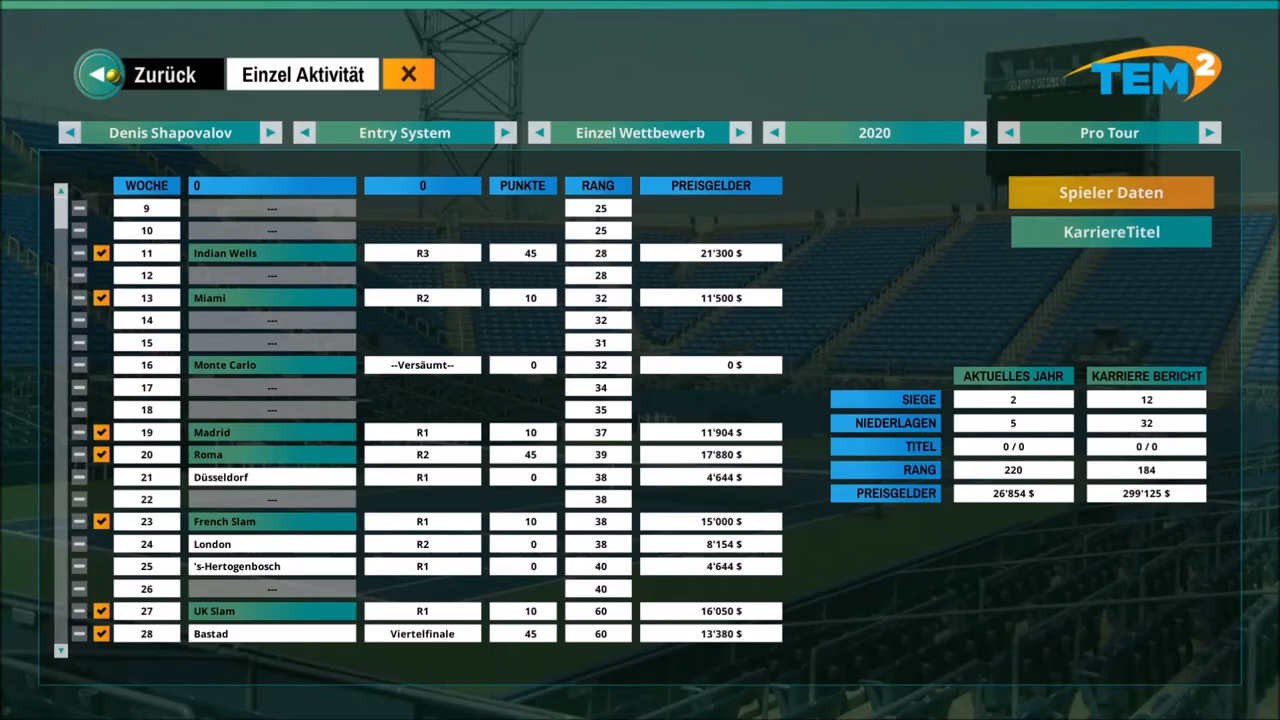 Zurück Einzel Aktivität TEM 2
Denis Shapovalov Entry System Einzel Wettbewerb 2020 Pro Tour
WOCHE 0 0 PUNKTE RANG PREISGELDER
9 --- 25
10 --- 25
11 Indian Wells R3 45 28 21'300 $
12 --- 28
13 Miami R2 10 32 11'500 $
14 --- 32
15 --- 31
16 Monte Carlo --Versäumt-- 0 32 0 $
17 --- 34
18 --- 35
19 Madrid R1 10 37 11'904 $
20 Roma R2 45 39 17'880 $
21 Düsseldorf R1 0 38 4'644 $
22 --- 38
23 French Slam R1 10 38 15'000 $
24 London R2 0 38 8'154 $
25 's-Hertogenbosch R1 0 40 4'644 $
26 --- 40
27 UK Slam R1 10 60 16'050 $
28 Bastad Viertelfinale 45 60 13'380 $
Spieler Daten
KarriereTitel
AKTUELLES JAHR KARRIERE BERICHT
SIEGE 2 12
NIEDERLAGEN 5 32
TITEL 0 / 0 0 / 0
RANG 220 184
PREISGELDER 26'854 $ 299'125 $